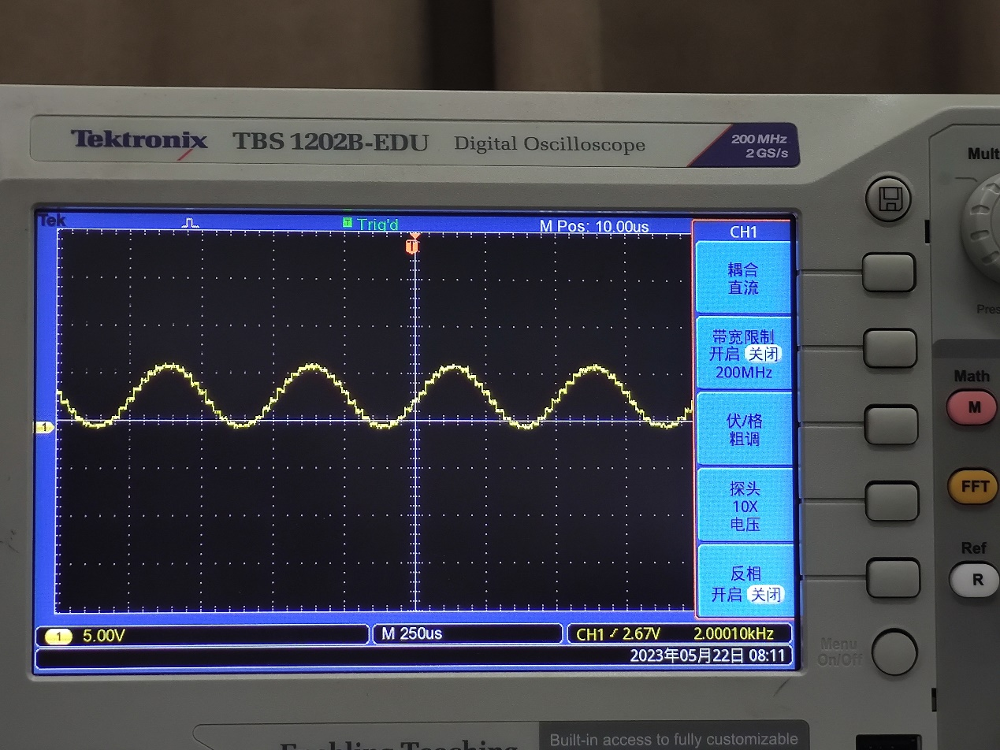 Tektronix TBS 1202B-EDU Digital Oscilloscope
200 MHz
2 GS/s
Tek
T Trig'd
M Pos: 10.00us
T
1
CH1
耦合
直流
带宽限制
开启 关闭
200MHz
伏/格
粗调
探头
10X
电压
反相
开启 关闭
1 5.00V
M 250us
CH1 2.67V 2.00010kHz
2023年05月22日 08:11
Menu
On/Off
Math
M
FFT
Ref
R
Enabling Teaching
Built-in access to fully customizable